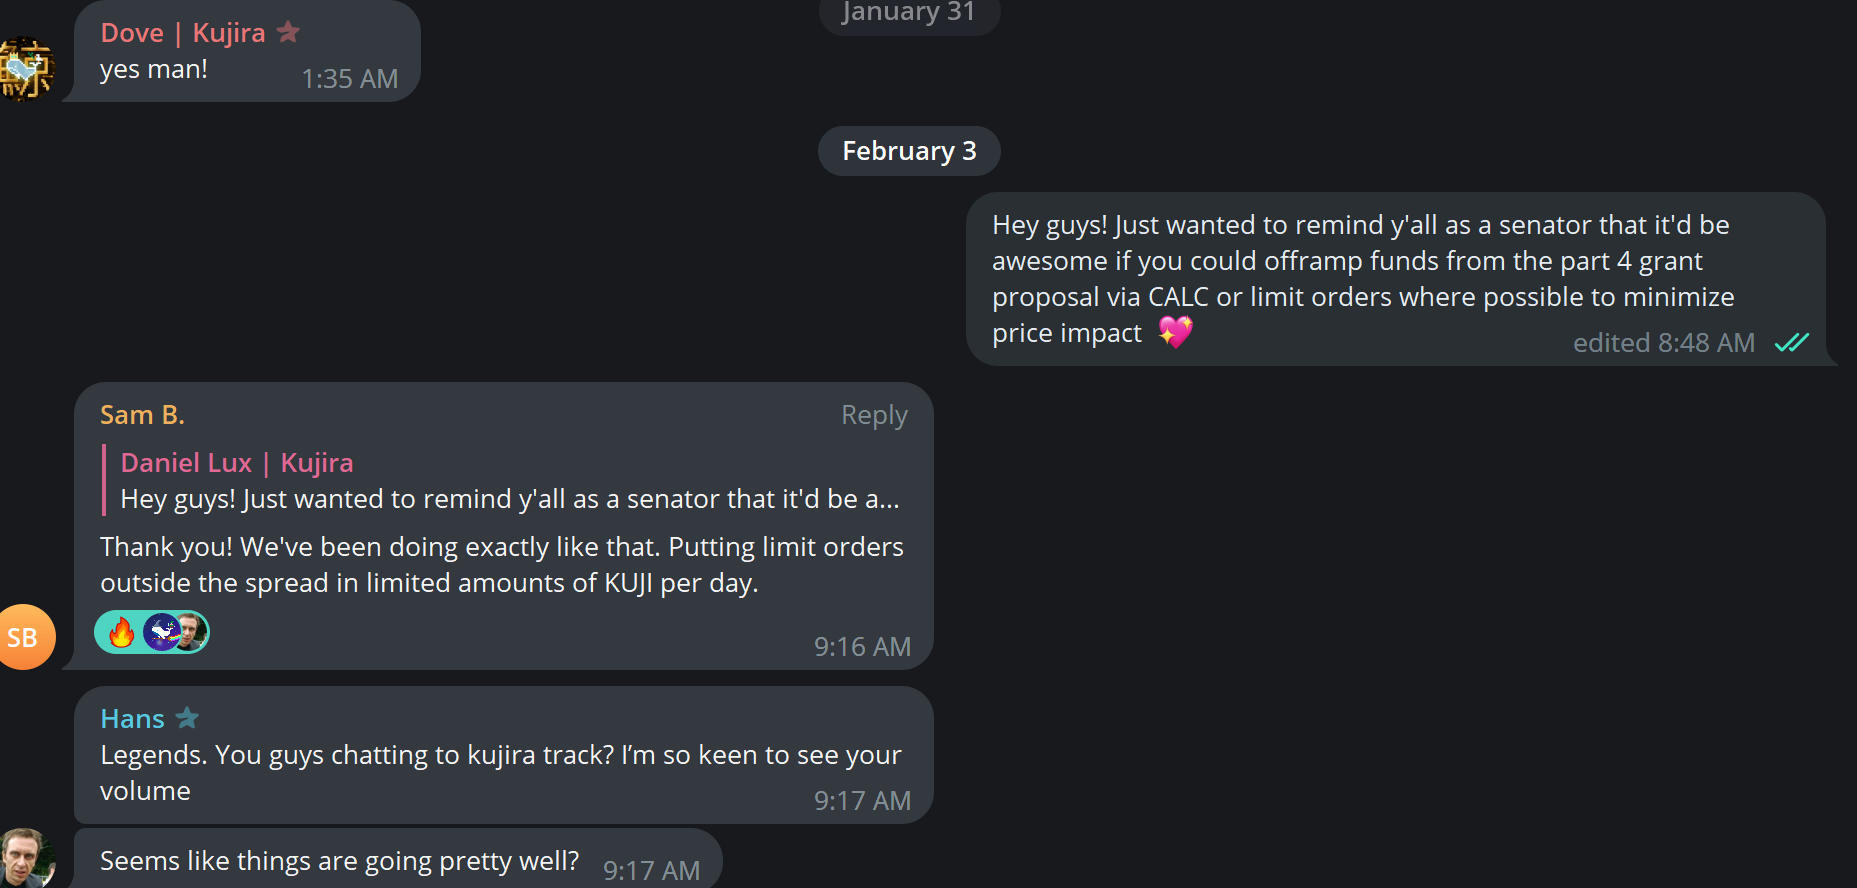 January 31
Dove | Kujira
yes man!
1:35 AM
February 3
Hey guys! Just wanted to remind y'all as a senator that it'd be
awesome if you could offramp funds from the part 4 grant
proposal via CALC or limit orders where possible to minimize
price impact 💖
edited 8:48 AM
Sam B.
Reply
Daniel Lux | Kujira
Hey guys! Just wanted to remind y'all as a senator that it'd be a...
Thank you! We've been doing exactly like that. Putting limit orders
outside the spread in limited amounts of KUJI per day.
🔥
9:16 AM
SB
Hans
Legends. You guys chatting to kujira track? I’m so keen to see your
volume
9:17 AM
Seems like things are going pretty well?
9:17 AM